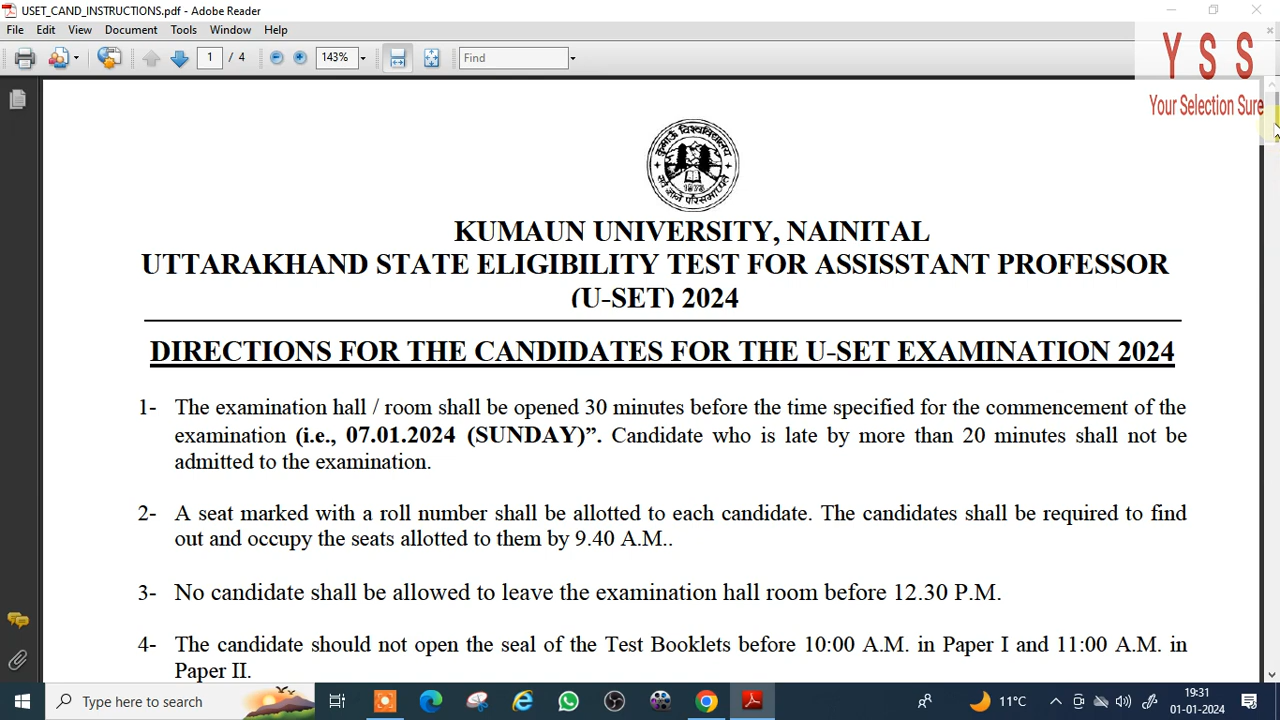 USET_CAND_INSTRUCTIONS.pdf - Adobe Reader
File Edit View Document Tools Window Help
1 / 4 143% Find
Y S S
Your Selection Sure
कुमाऊँ विश्वविद्यालय
1973
KUMAUN UNIVERSITY, NAINITAL
UTTARAKHAND STATE ELIGIBILITY TEST FOR ASSISSTANT PROFESSOR
(U-SET) 2024
DIRECTIONS FOR THE CANDIDATES FOR THE U-SET EXAMINATION 2024
1- The examination hall / room shall be opened 30 minutes before the time specified for the commencement of the
examination (i.e., 07.01.2024 (SUNDAY)”. Candidate who is late by more than 20 minutes shall not be
admitted to the examination.
2- A seat marked with a roll number shall be allotted to each candidate. The candidates shall be required to find
out and occupy the seats allotted to them by 9.40 A.M..
3- No candidate shall be allowed to leave the examination hall room before 12.30 P.M.
4- The candidate should not open the seal of the Test Booklets before 10:00 A.M. in Paper I and 11:00 A.M. in
Paper II.
Type here to search
11°C
19:31
01-01-2024